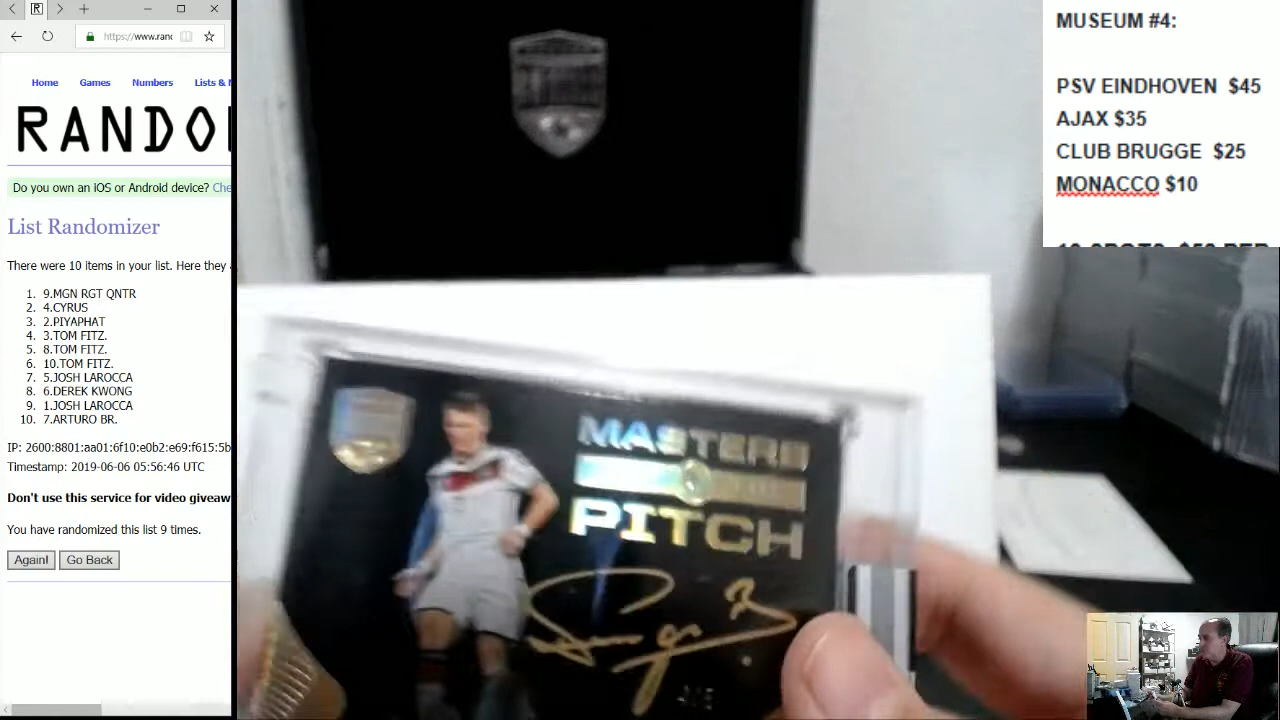 https://www.ranc
Home Games Numbers Lists &
RANDO
Do you own an iOS or Android device? Che
List Randomizer
There were 10 items in your list. Here they
1. 9.MGN RGT QNTR
2. 4.CYRUS
3. 2.PIYAPHAT
4. 3.TOM FITZ.
5. 8.TOM FITZ.
6. 10.TOM FITZ.
7. 5.JOSH LAROCCA
8. 6.DEREK KWONG
9. 1.JOSH LAROCCA
10. 7.ARTURO BR.
IP: 2600:8801:aa01:6f10:e0b2:e69:f615:5b
Timestamp: 2019-06-06 05:56:46 UTC
Don't use this service for video giveaw
You have randomized this list 9 times.
Again! Go Back
MASTERS
PITCH
MUSEUM #4:
PSV EINDHOVEN $45
AJAX $35
CLUB BRUGGE $25
MONACCO $10